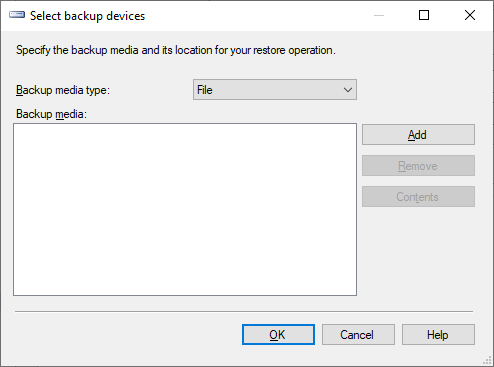 Select backup devices
Specify the backup media and its location for your restore operation.
Backup media type: File
Backup media:
Add
Remove
Contents
OK Cancel Help